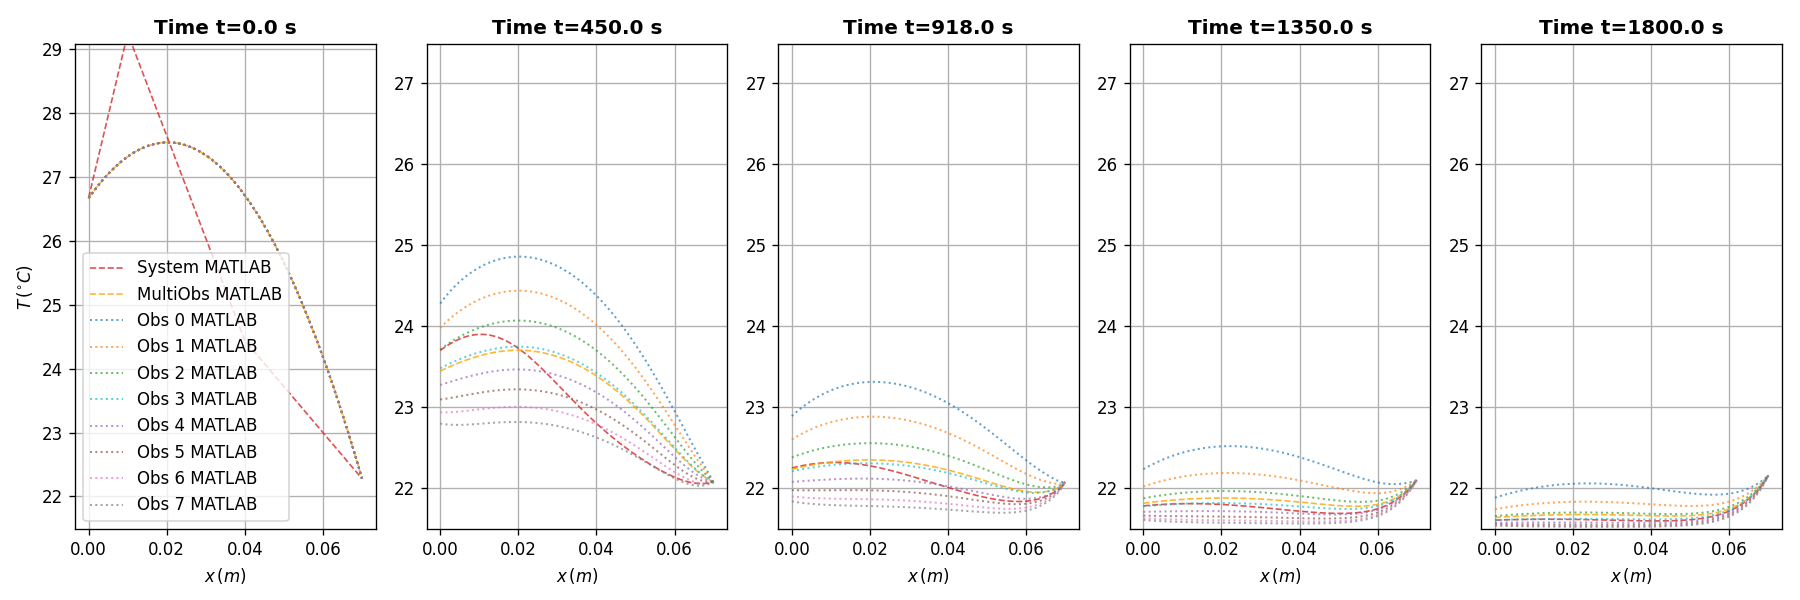 Time t=0.0 s
Time t=450.0 s
Time t=918.0 s
Time t=1350.0 s
Time t=1800.0 s
29
28
27
26
25
24
23
22
T (°C)
System MATLAB
MultiObs MATLAB
Obs 0 MATLAB
Obs 1 MATLAB
Obs 2 MATLAB
Obs 3 MATLAB
Obs 4 MATLAB
Obs 5 MATLAB
Obs 6 MATLAB
Obs 7 MATLAB
0.00 0.02 0.04 0.06
x (m)
27
26
25
24
23
22
0.00 0.02 0.04 0.06
x (m)
27
26
25
24
23
22
0.00 0.02 0.04 0.06
x (m)
27
26
25
24
23
22
0.00 0.02 0.04 0.06
x (m)
27
26
25
24
23
22
0.00 0.02 0.04 0.06
x (m)